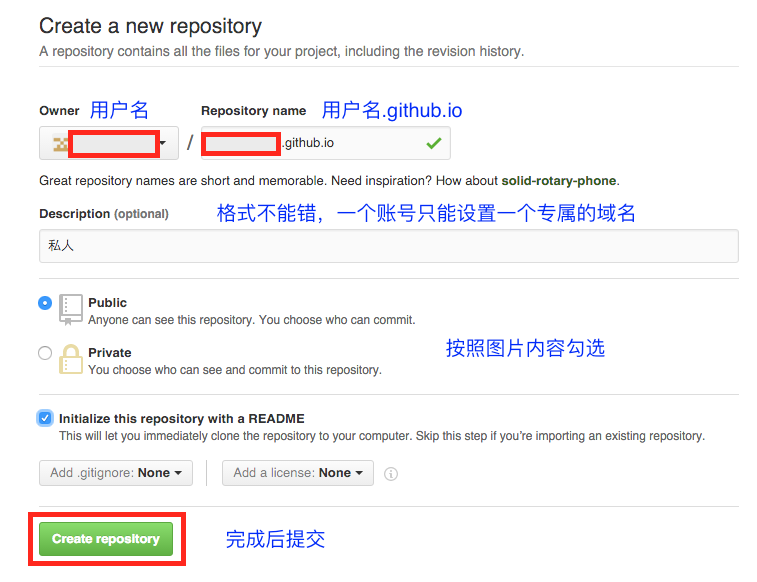 Create a new repository
A repository contains all the files for your project, including the revision history.
Owner 用户名 Repository name 用户名.github.io
/ .github.io
Great repository names are short and memorable. Need inspiration? How about solid-rotary-phone.
Description (optional) 格式不能错，一个账号只能设置一个专属的域名
私人
Public
Anyone can see this repository. You choose who can commit.
Private
按照图片内容勾选
You choose who can see and commit to this repository.
Initialize this repository with a README
This will let you immediately clone the repository to your computer. Skip this step if you’re importing an existing repository.
Add .gitignore: None Add a license: None
Create repository 完成后提交